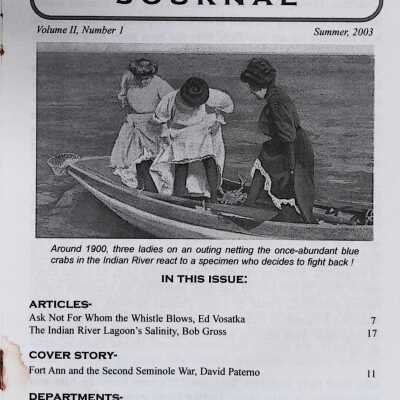 JOURNAL
Volume II, Number 1
Summer, 2003
Around 1900, three ladies on an outing netting the once-abundant blue
crabs in the Indian River react to a specimen who decides to fight back !
IN THIS ISSUE:
ARTICLES-
Ask Not For Whom the Whistle Blows, Ed Vosatka 7
The Indian River Lagoon's Salinity, Bob Gross 17
COVER STORY-
Fort Ann and the Second Seminole War, David Paterno 11
DEPARTMENTS-